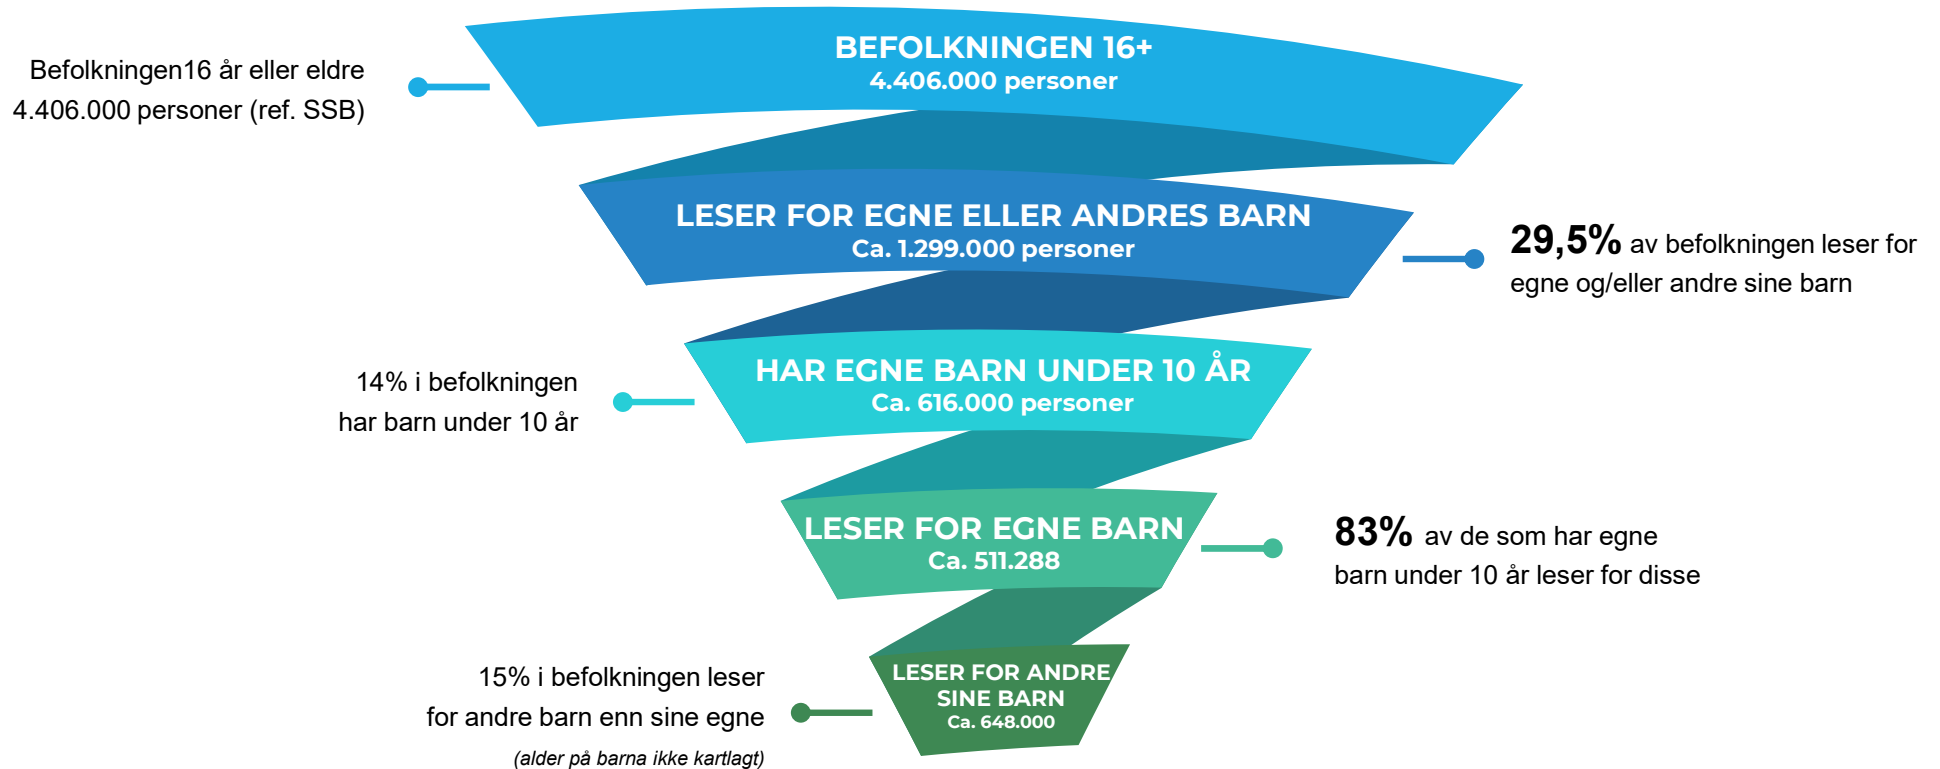 BEFOLKNINGEN 16+
4.406.000 personer
Befolkningen16 år eller eldre
4.406.000 personer (ref. SSB)
LESER FOR EGNE ELLER ANDRES BARN
Ca. 1.299.000 personer
29,5% av befolkningen leser for
egne og/eller andre sine barn
HAR EGNE BARN UNDER 10 ÅR
Ca. 616.000 personer
14% i befolkningen
har barn under 10 år
LESER FOR EGNE BARN
Ca. 511.288
83% av de som har egne
barn under 10 år leser for disse
LESER FOR ANDRE
SINE BARN
Ca. 648.000
15% i befolkningen leser
for andre barn enn sine egne
(alder på barna ikke kartlagt)